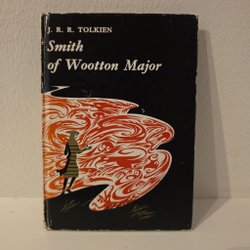 J. R. R. TOLKIEN
Smith
of Wootton Major